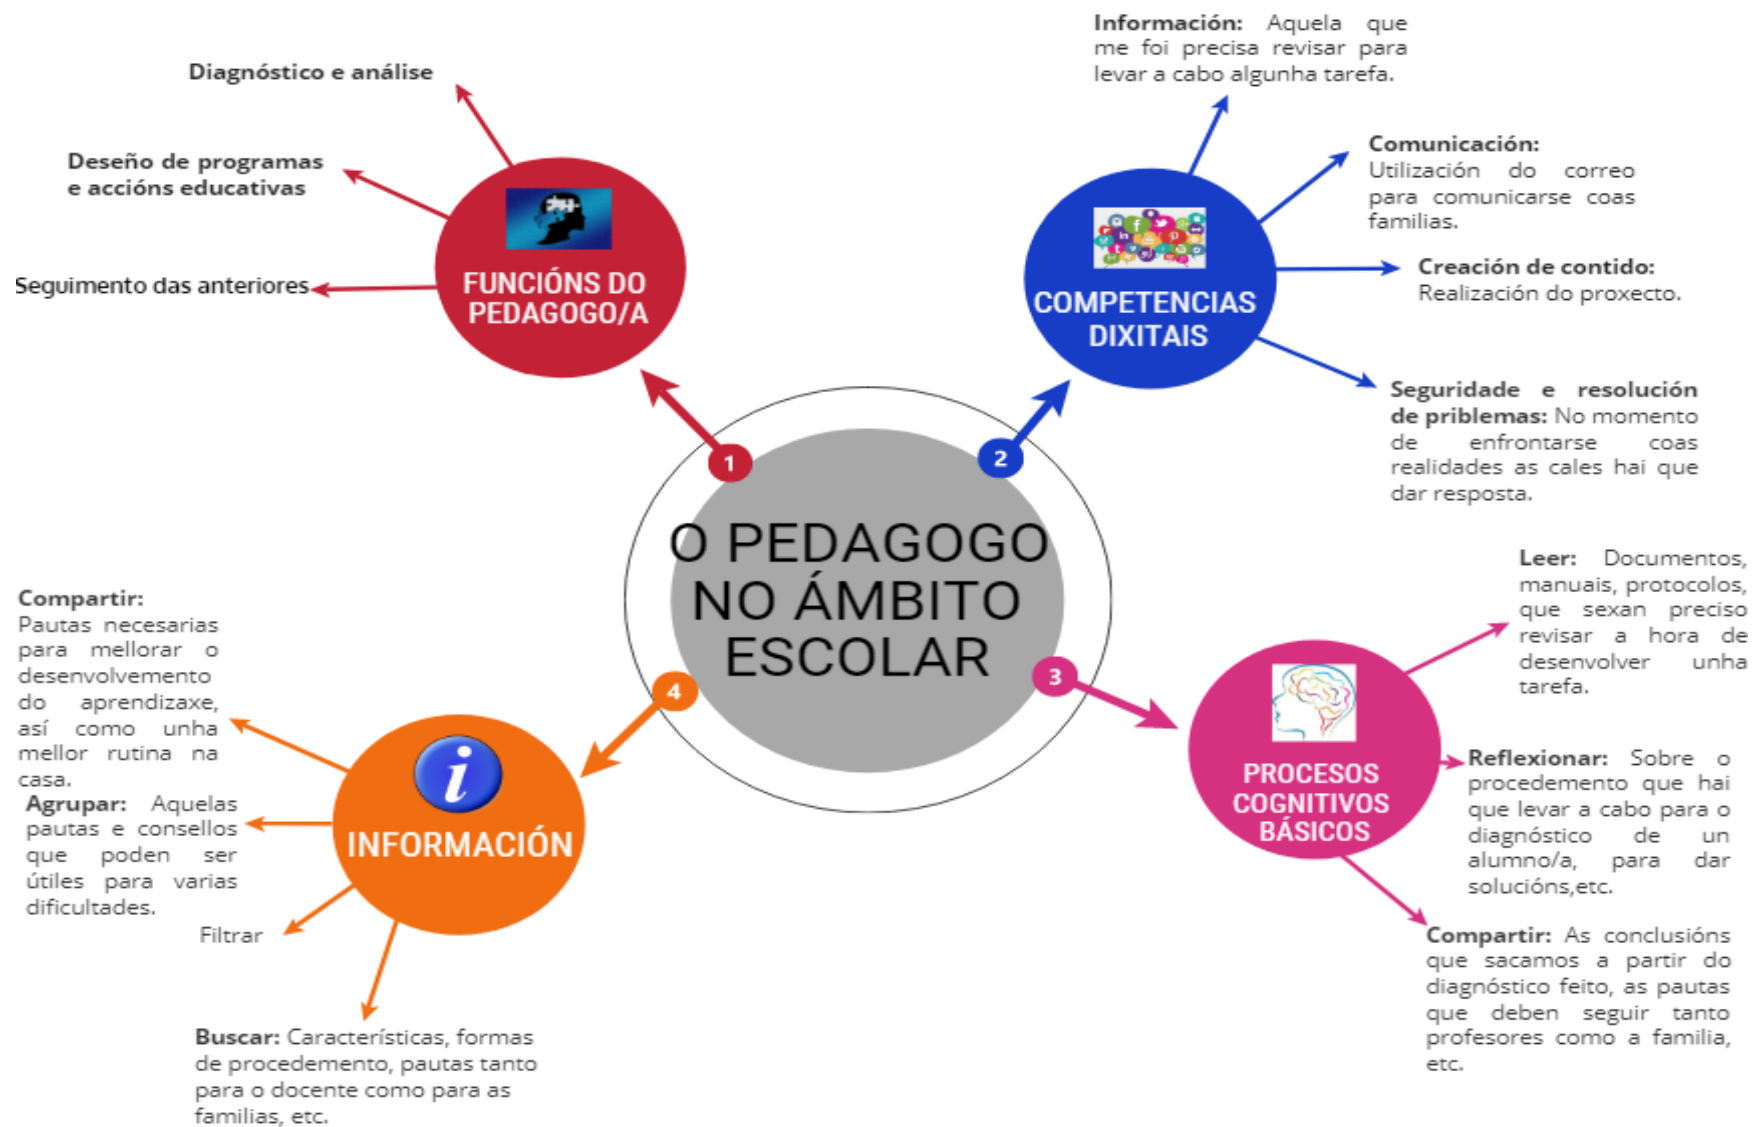 O PEDAGOGO
NO ÁMBITO
ESCOLAR
1
FUNCIÓNS DO
PEDAGOGO/A
Diagnóstico e análise
Deseño de programas
e accións educativas
Seguimento das anteriores
2
COMPETENCIAS
DIXITAIS
Información: Aquela que
me foi precisa revisar para
levar a cabo algunha tarefa.
Comunicación:
Utilización do correo
para comunicarse coas
familias.
Creación de contido:
Realización do proxecto.
Seguridade e resolución
de priblemas: No momento
de enfrontarse coas
realidades as cales hai que
dar resposta.
3
PROCESOS
COGNITIVOS
BÁSICOS
Leer: Documentos,
manuais, protocolos,
que sexan preciso
revisar a hora de
desenvolver unha
tarefa.
Reflexionar: Sobre o
procedemento que hai
que levar a cabo para o
diagnóstico de un
alumno/a, para dar
solucións,etc.
Compartir: As conclusións
que sacamos a partir do
diagnóstico feito, as pautas
que deben seguir tanto
profesores como a familia,
etc.
4
i
INFORMACIÓN
Compartir:
Pautas necesarias
para mellorar o
desenvolvemento
do aprendizaxe,
así como unha
mellor rutina na
casa.
Agrupar: Aquelas
pautas e consellos
que poden ser
útiles para varias
dificultades.
Filtrar
Buscar: Características, formas
de procedemento, pautas tanto
para o docente como para as
familias, etc.